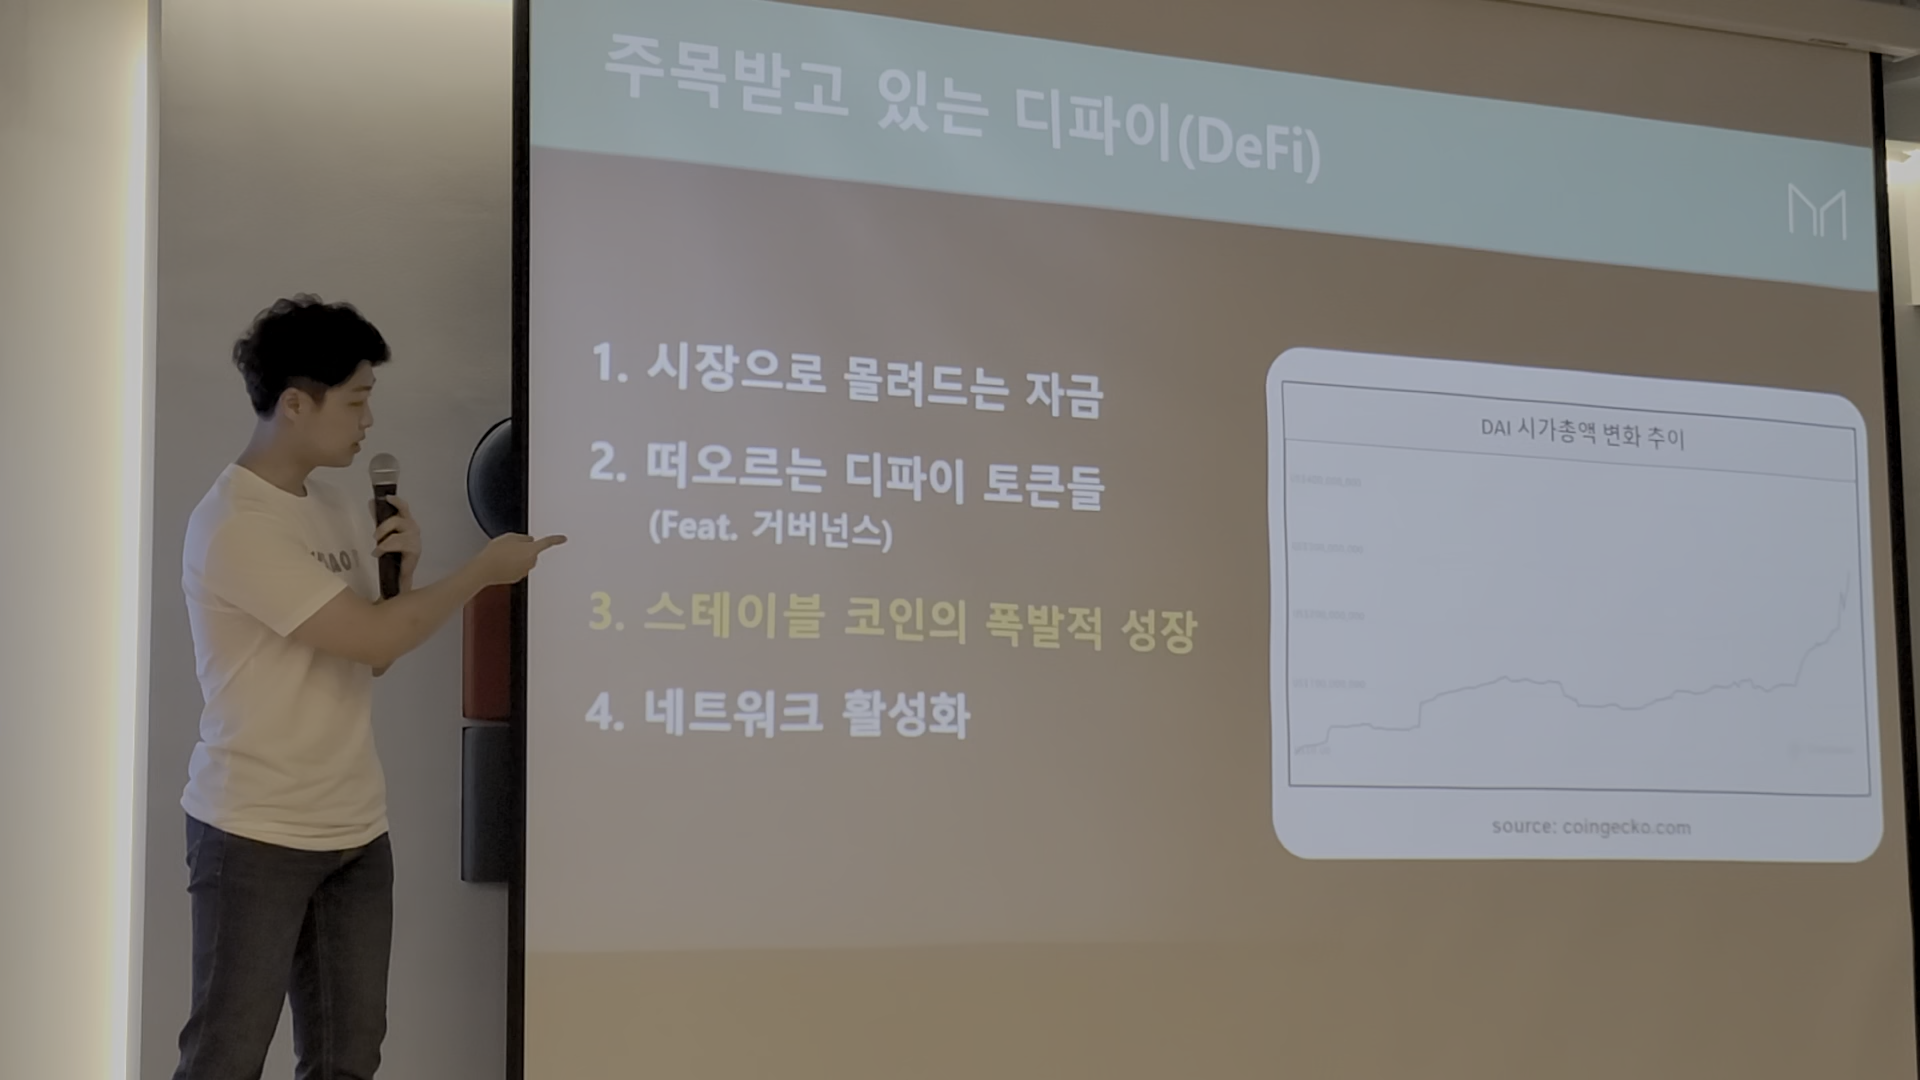 주목받고 있는 디파이(DeFi)
1. 시장으로 몰려드는 자금
2. 떠오르는 디파이 토큰들
(Feat. 거버넌스)
3. 스테이블 코인의 폭발적 성장
4. 네트워크 활성화
DAI 시가총액 변화 추이
source: coingecko.com